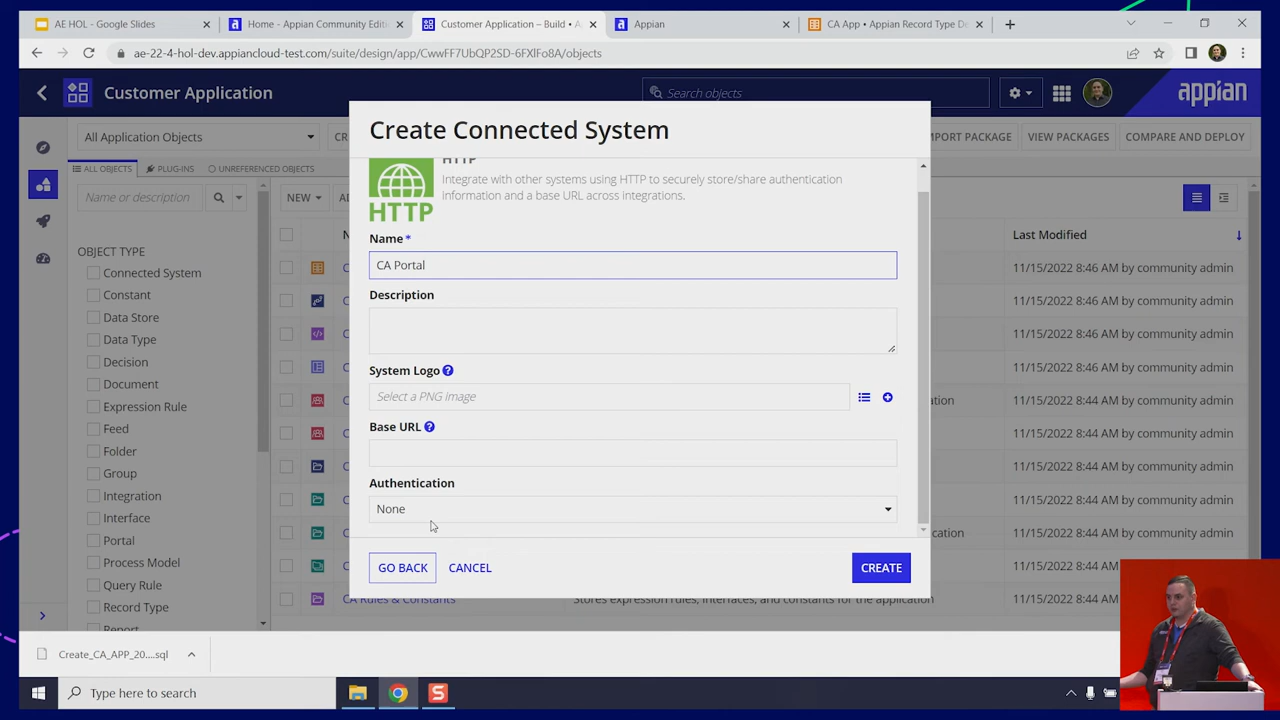 AE HOL - Google Slides
Home - Appian Community Editi
Customer Application – Build • A
Appian
CA App • Appian Record Type De
ae-22-4-hol-dev.appiancloud-test.com/suite/design/app/CwwFF7UbQP2SD-6FXlFo8A/objects
Customer Application
Search objects
appian
All Application Objects
MPORT PACKAGE
VIEW PACKAGES
COMPARE AND DEPLOY
ALL OBJECTS
PLUG-INS
UNREFERENCED OBJECTS
Name or description
NEW
OBJECT TYPE
Connected System
Constant
Data Store
Data Type
Decision
Document
Expression Rule
Feed
Folder
Group
Integration
Interface
Portal
Process Model
Query Rule
Record Type
Report
Create Connected System
HTTP
HTTP
Integrate with other systems using HTTP to securely store/share authentication
information and a base URL across integrations.
Name*
CA Portal
Description
System Logo ?
Select a PNG image
Base URL ?
Authentication
None
GO BACK
CANCEL
CREATE
Last Modified
11/15/2022 8:46 AM by community admin
11/15/2022 8:46 AM by community admin
11/15/2022 8:46 AM by community admin
11/15/2022 8:46 AM by community admin
ation
11/15/2022 8:44 AM by community admin
11/15/2022 8:44 AM by community admin
11/15/2022 8:44 AM by community admin
11/15/2022 8:44 AM by community admin
cation
11/15/2022 8:44 AM by community admin
11/15/2022 8:44 AM by community admin
CA Rules & Constants
Stores expression rules, interfaces, and constants for the application
Create_CA_APP_20....sql
Type here to search